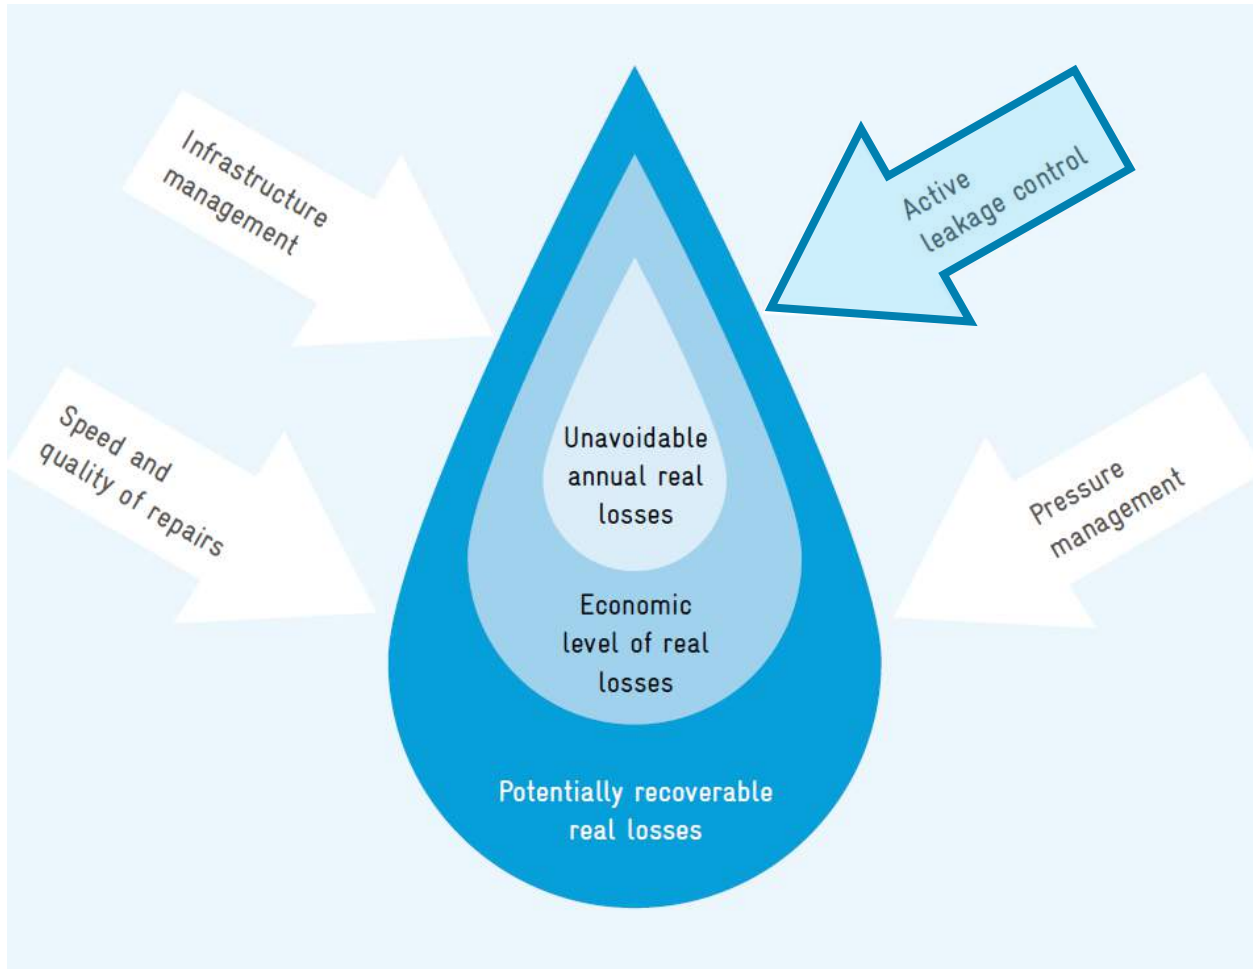 Infrastructure
management
Active
leakage control
Speed and
quality of repairs
Pressure
management
Unavoidable
annual real
losses
Economic
level of real
losses
Potentially recoverable
real losses